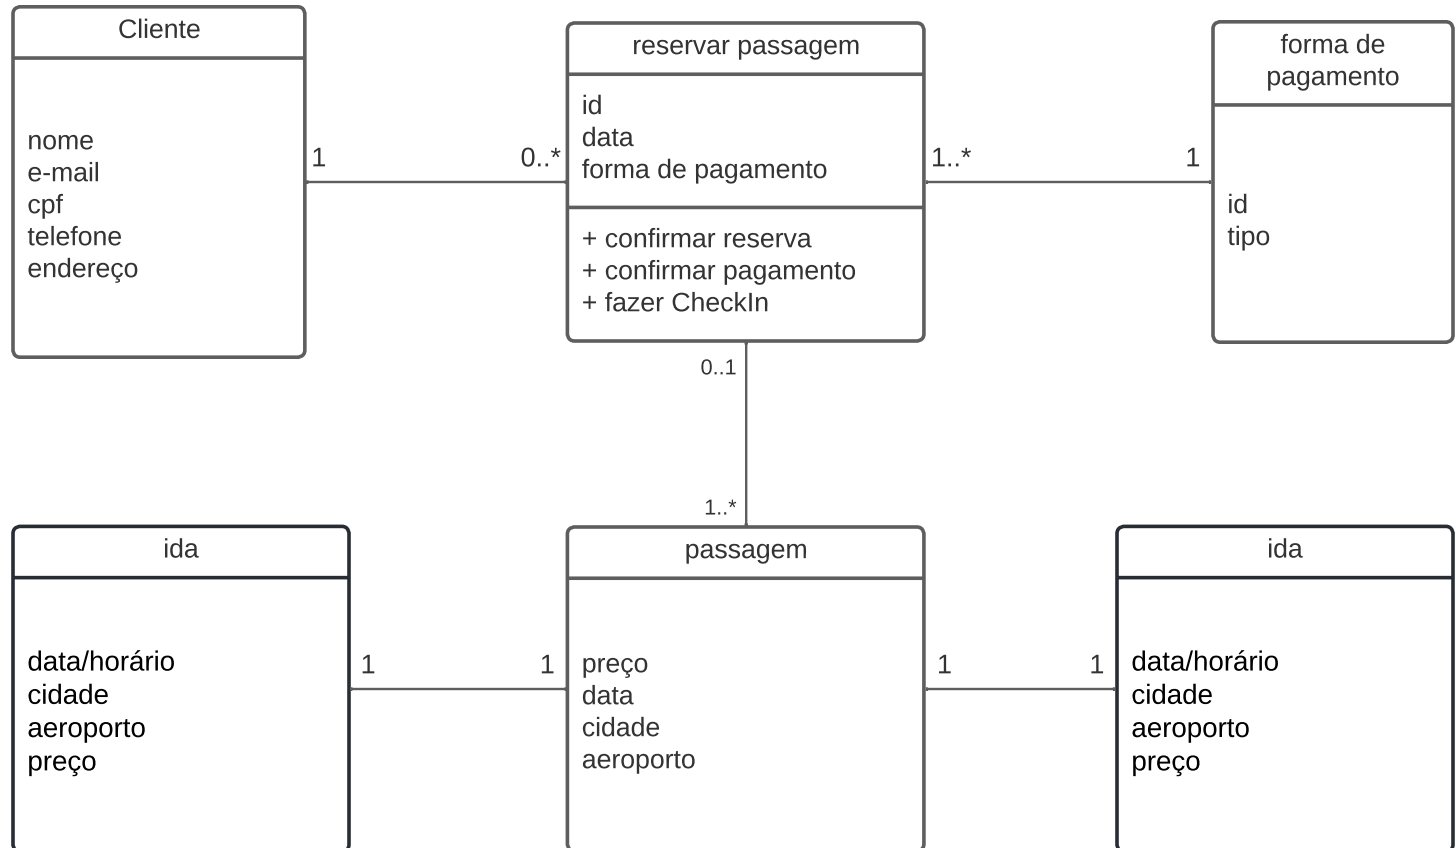 Cliente
nome
e-mail
cpf
telefone
endereço
1
0..*
reservar passagem
id
data
forma de pagamento
+ confirmar reserva
+ confirmar pagamento
+ fazer CheckIn
1..*
1
forma de
pagamento
id
tipo
0..1
1..*
ida
data/horário
cidade
aeroporto
preço
1
1
passagem
preço
data
cidade
aeroporto
1
1
ida
data/horário
cidade
aeroporto
preço